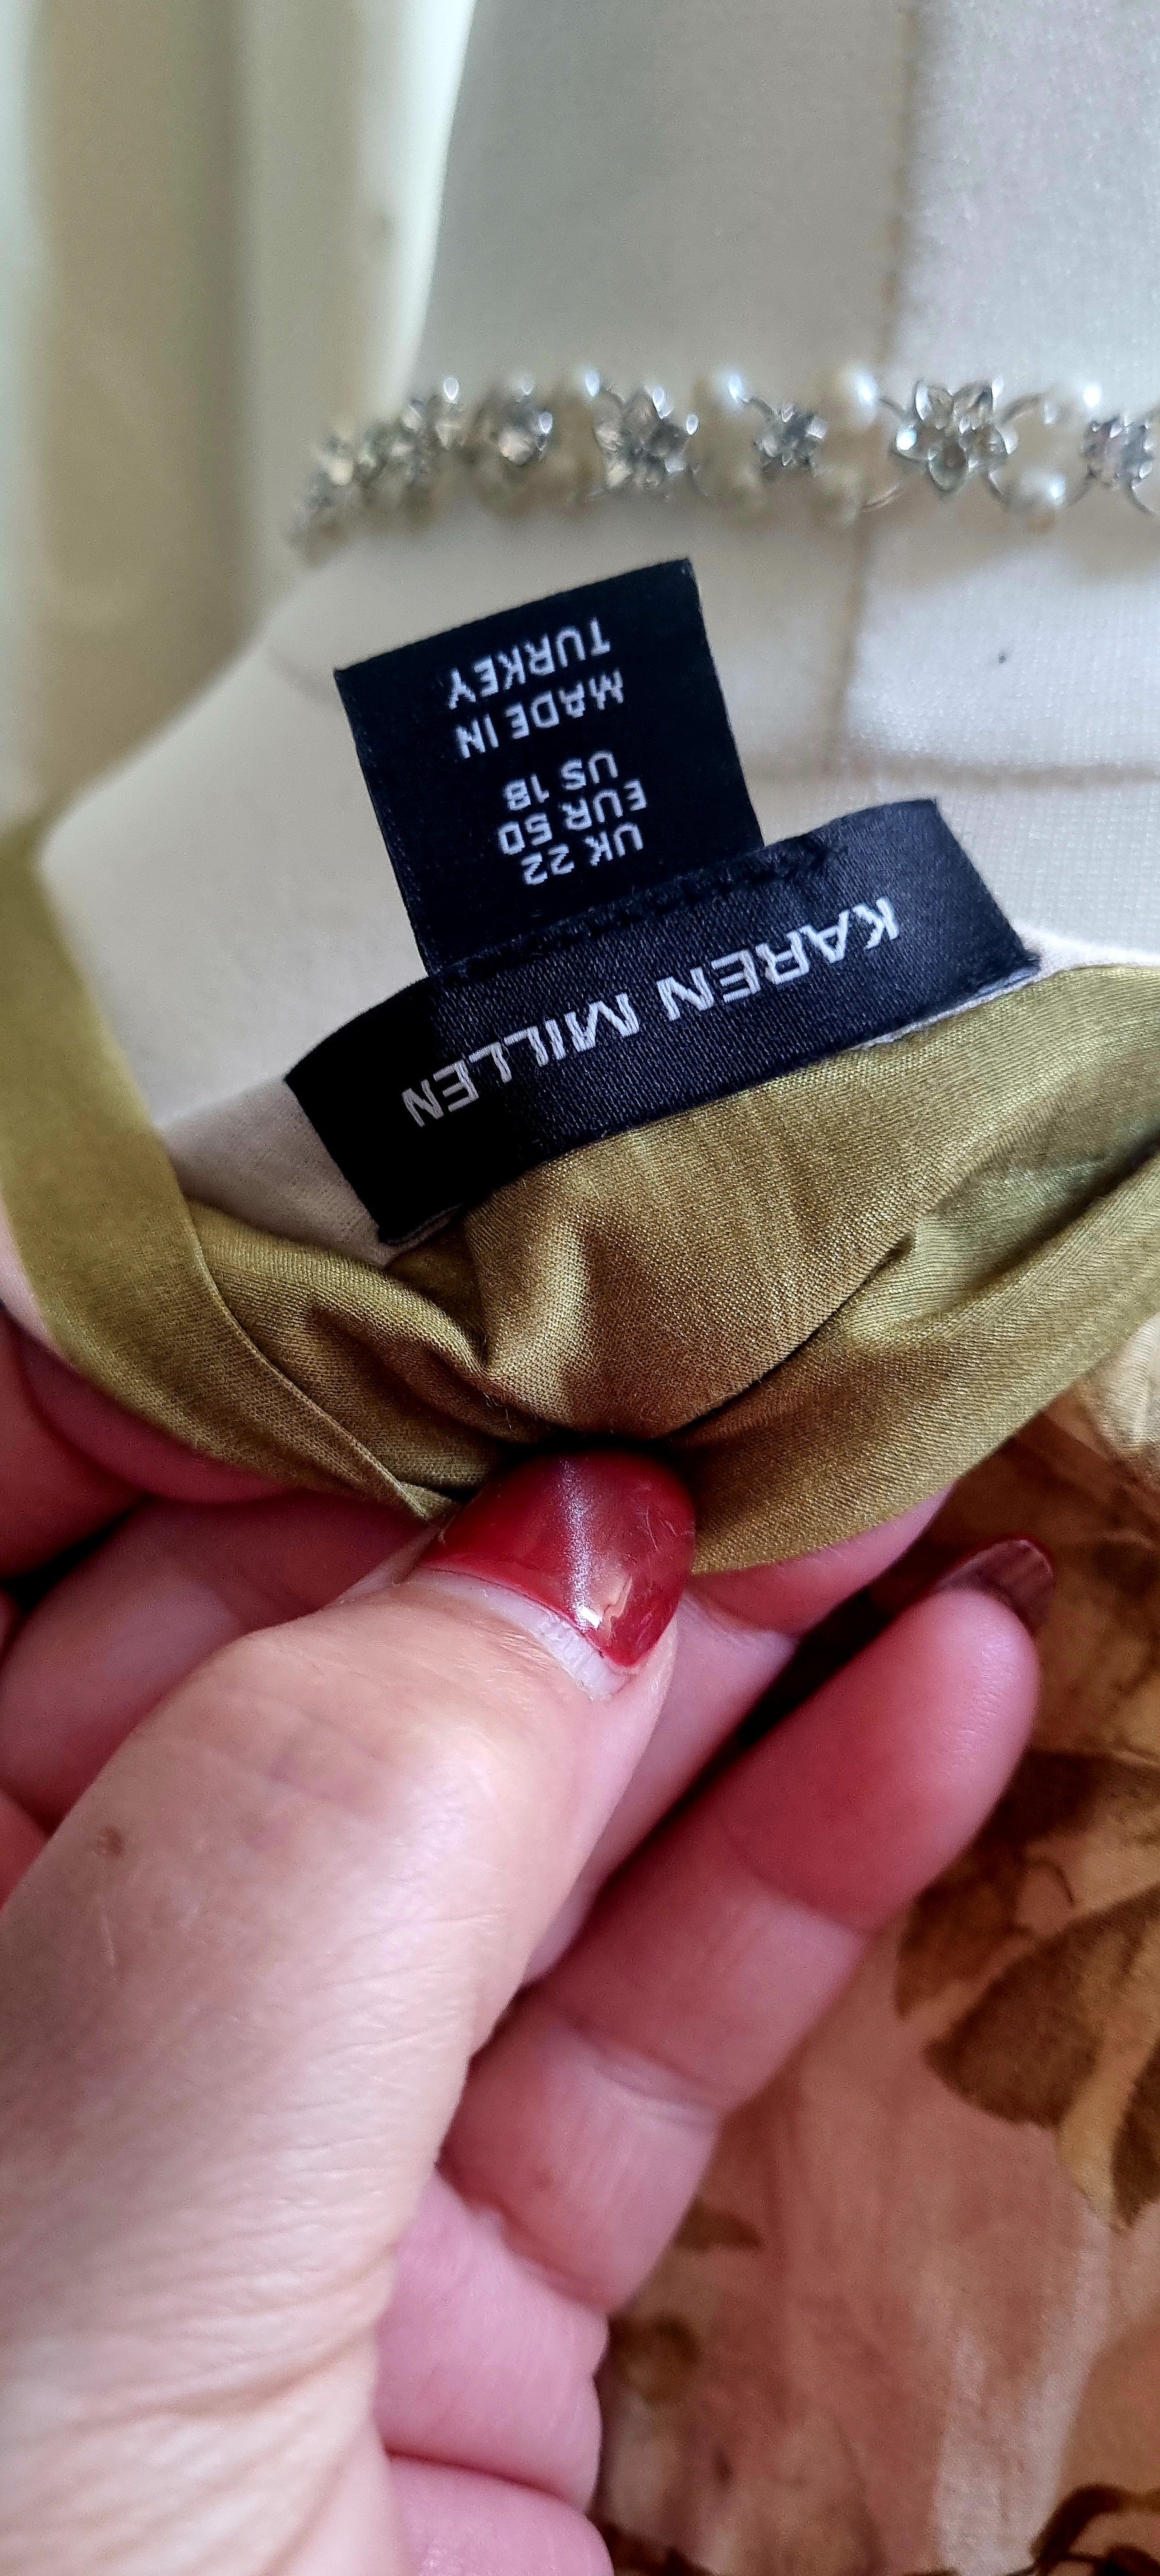 KAREN MILLEN
UK 22
EUR 50
US 18
MADE IN
TURKEY